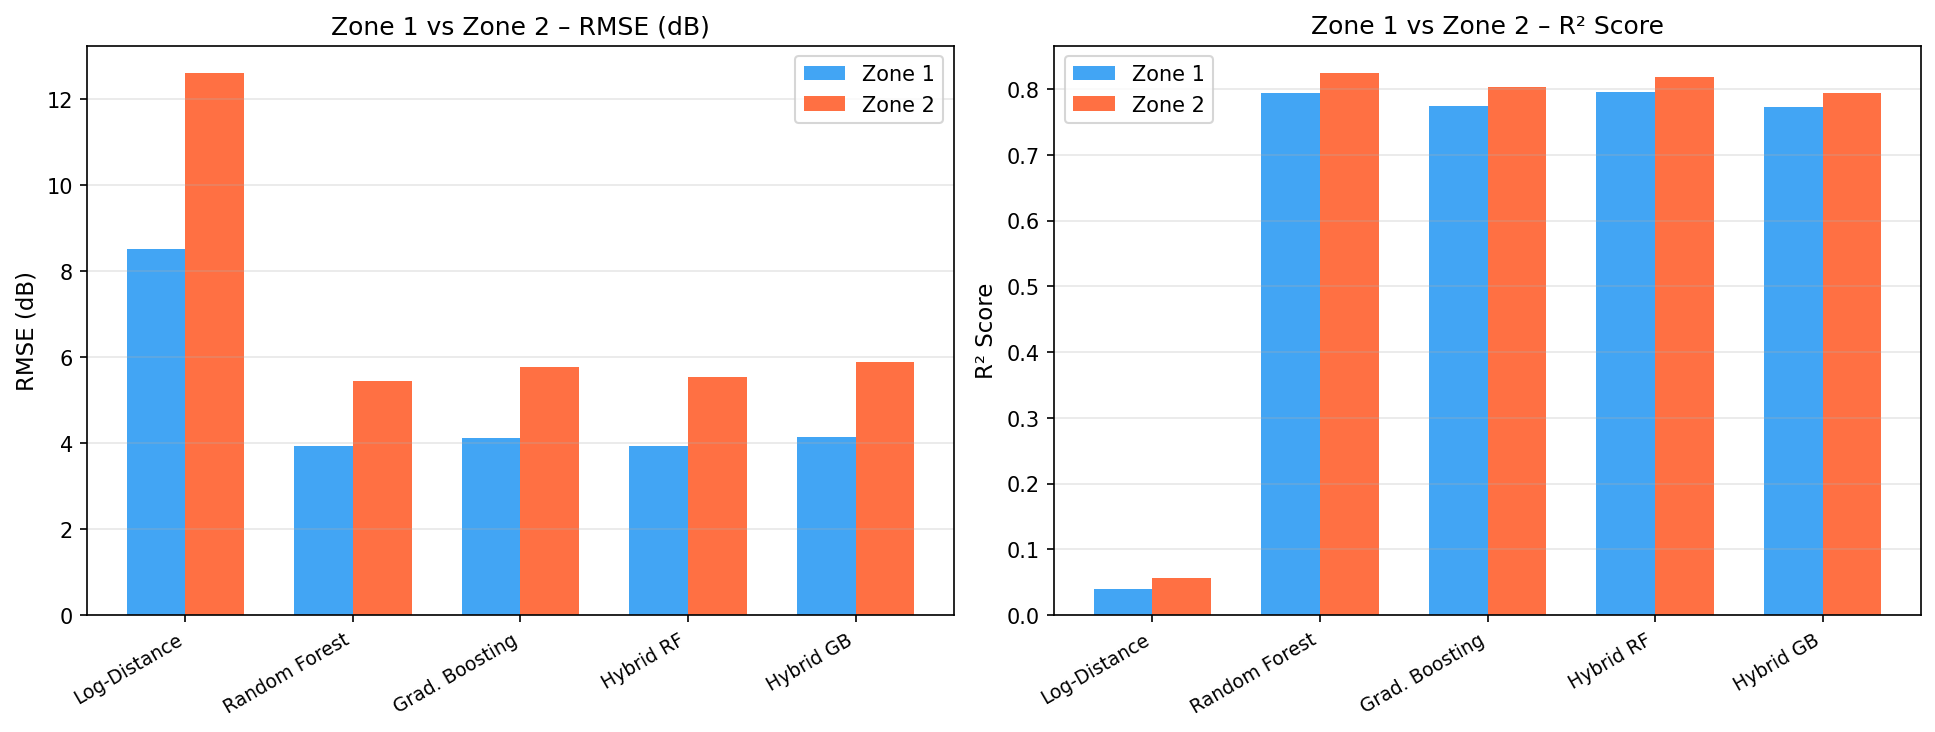 Zone 1 vs Zone 2 – RMSE (dB)
Zone 1
Zone 2
RMSE (dB)
12
10
8
6
4
2
0
Log-Distance
Random Forest
Grad. Boosting
Hybrid RF
Hybrid GB
Zone 1 vs Zone 2 – R² Score
Zone 1
Zone 2
R² Score
0.8
0.7
0.6
0.5
0.4
0.3
0.2
0.1
0.0
Log-Distance
Random Forest
Grad. Boosting
Hybrid RF
Hybrid GB